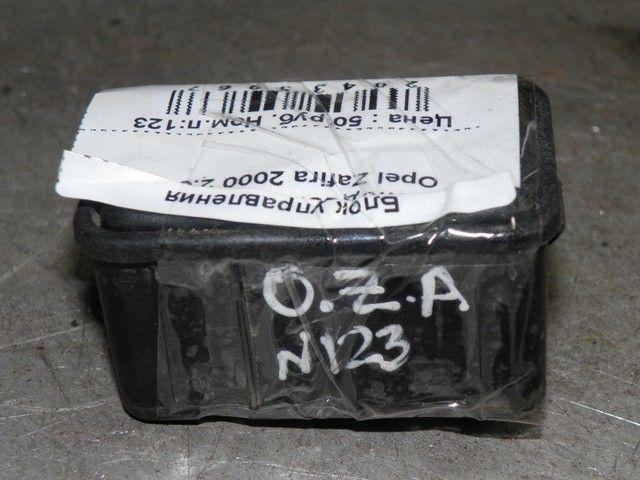 Блок управления
Opel Zafira 2000
Цена : 50 руб. Ном.п:123
O.Z.A
N123